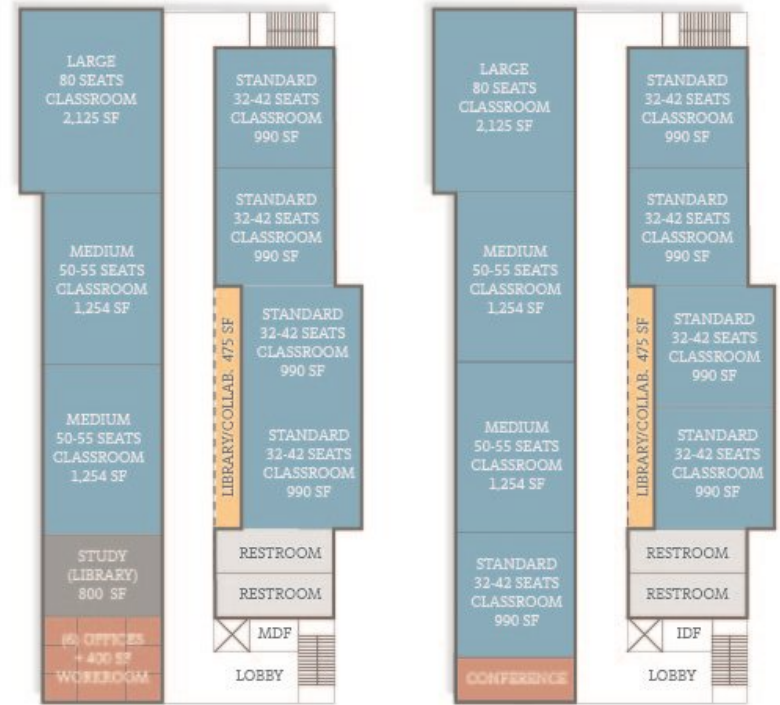 LARGE
80 SEATS
CLASSROOM
2,125 SF
MEDIUM
50-55 SEATS
CLASSROOM
1,254 SF
MEDIUM
50-55 SEATS
CLASSROOM
1,254 SF
STUDY
(LIBRARY)
800 SF
(6) OFFICES
+ 400 SF
WORKROOM
STANDARD
32-42 SEATS
CLASSROOM
990 SF
STANDARD
32-42 SEATS
CLASSROOM
990 SF
STANDARD
32-42 SEATS
CLASSROOM
990 SF
STANDARD
32-42 SEATS
CLASSROOM
990 SF
LIBRARY/COLLAB. 475 SF
RESTROOM
RESTROOM
MDF
LOBBY
LARGE
80 SEATS
CLASSROOM
2,125 SF
MEDIUM
50-55 SEATS
CLASSROOM
1,254 SF
MEDIUM
50-55 SEATS
CLASSROOM
1,254 SF
STANDARD
32-42 SEATS
CLASSROOM
990 SF
CONFERENCE
STANDARD
32-42 SEATS
CLASSROOM
990 SF
STANDARD
32-42 SEATS
CLASSROOM
990 SF
STANDARD
32-42 SEATS
CLASSROOM
990 SF
STANDARD
32-42 SEATS
CLASSROOM
990 SF
LIBRARY/COLLAB. 475 SF
RESTROOM
RESTROOM
IDF
LOBBY